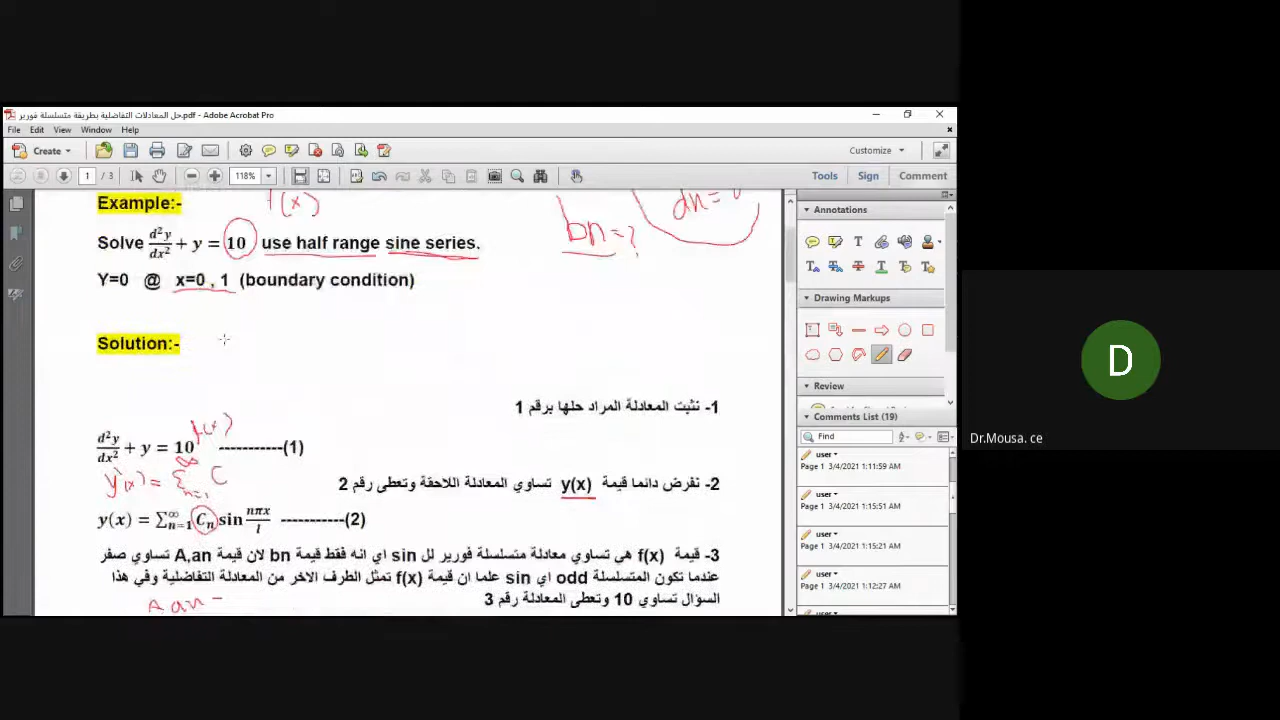 حل المعادلات التفاضلية بطريقة متسلسلة فوريرر.pdf - Adobe Acrobat Pro
File Edit View Window Help
Create
Customize
1 / 3
118%
Tools Sign Comment
f(x)
an=0
Example:-
bn=?
Solve d²y/dx² + y = 10 use half range sine series.
Y=0 @ x=0 , 1 (boundary condition)
Solution:-
1- نثبت المعادلة المراد حلها برقم 1
f(x)
d²y/dx² + y = 10 -----------(1)
y(x) = ∑ n=1 ∞ C
2- نفرض دائما قيمة y(x) تساوي المعادلة اللاحقة وتعطى رقم 2
y(x) = ∑ₙ₌₁^∞ Cₙ sin nπx/l -----------(2)
3- قيمة f(x) هي تساوي معادلة متسلسلة فورير لل sin اي انه فقط قيمة bn لان قيمة A,an تساوي صفر
عندما تكون المتسلسلة odd اي sin علما ان قيمة f(x) تمثل الطرف الاخر من المعادلة التفاضلية وفي هذا
السؤال تساوي 10 وتعطى المعادلة رقم 3
A an -
Annotations
Drawing Markups
Review
Comments List (19)
Find
user
Page 1 3/4/2021 1:11:59 AM
user
Page 1 3/4/2021 1:15:51 AM
user
Page 1 3/4/2021 1:15:21 AM
user
Page 1 3/4/2021 1:12:27 AM
user
D
Dr.Mousa. ce